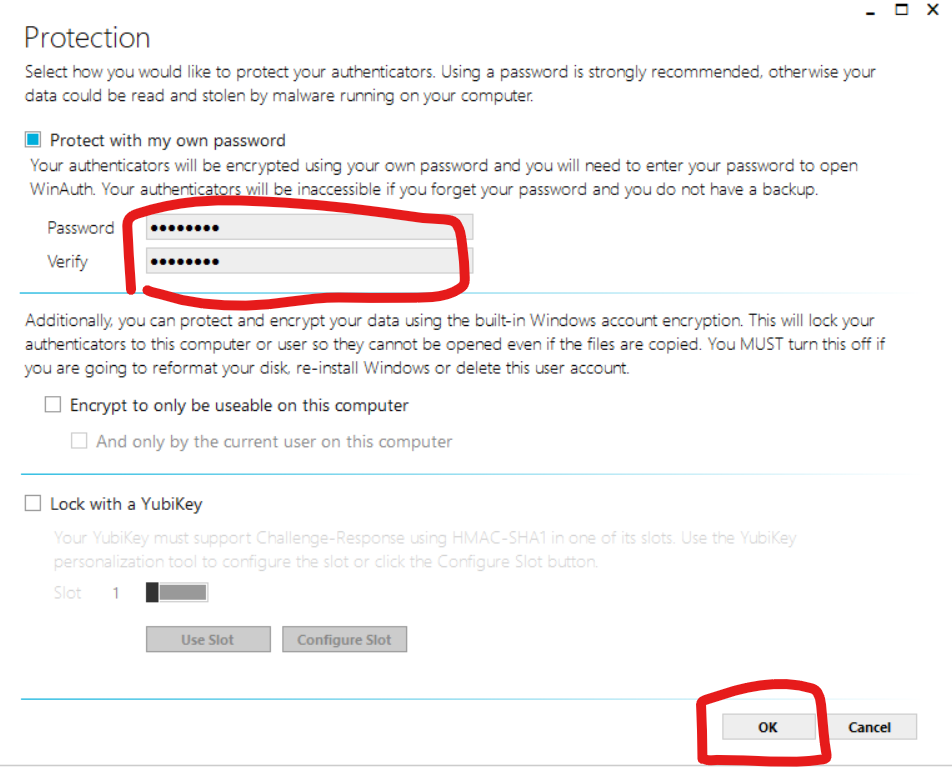 Protection
Select how you would like to protect your authenticators. Using a password is strongly recommended, otherwise your
data could be read and stolen by malware running on your computer.
Protect with my own password
Your authenticators will be encrypted using your own password and you will need to enter your password to open
WinAuth. Your authenticators will be inaccessible if you forget your password and you do not have a backup.
Password ●●●●●●●●
Verify ●●●●●●●●
Additionally, you can protect and encrypt your data using the built-in Windows account encryption. This will lock your
authenticators to this computer or user so they cannot be opened even if the files are copied. You MUST turn this off if
you are going to reformat your disk, re-install Windows or delete this user account.
Encrypt to only be useable on this computer
And only by the current user on this computer
Lock with a YubiKey
Your YubiKey must support Challenge-Response using HMAC-SHA1 in one of its slots. Use the YubiKey
personalization tool to configure the slot or click the Configure Slot button.
Slot 1
Use Slot Configure Slot
OK Cancel